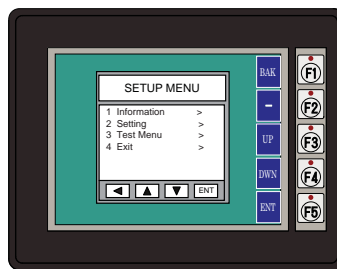 SETUP MENU
1 Information >
2 Setting >
3 Test Menu >
4 Exit >
ENT
BAK
-
UP
DWN
ENT
F1
F2
F3
F4
F5